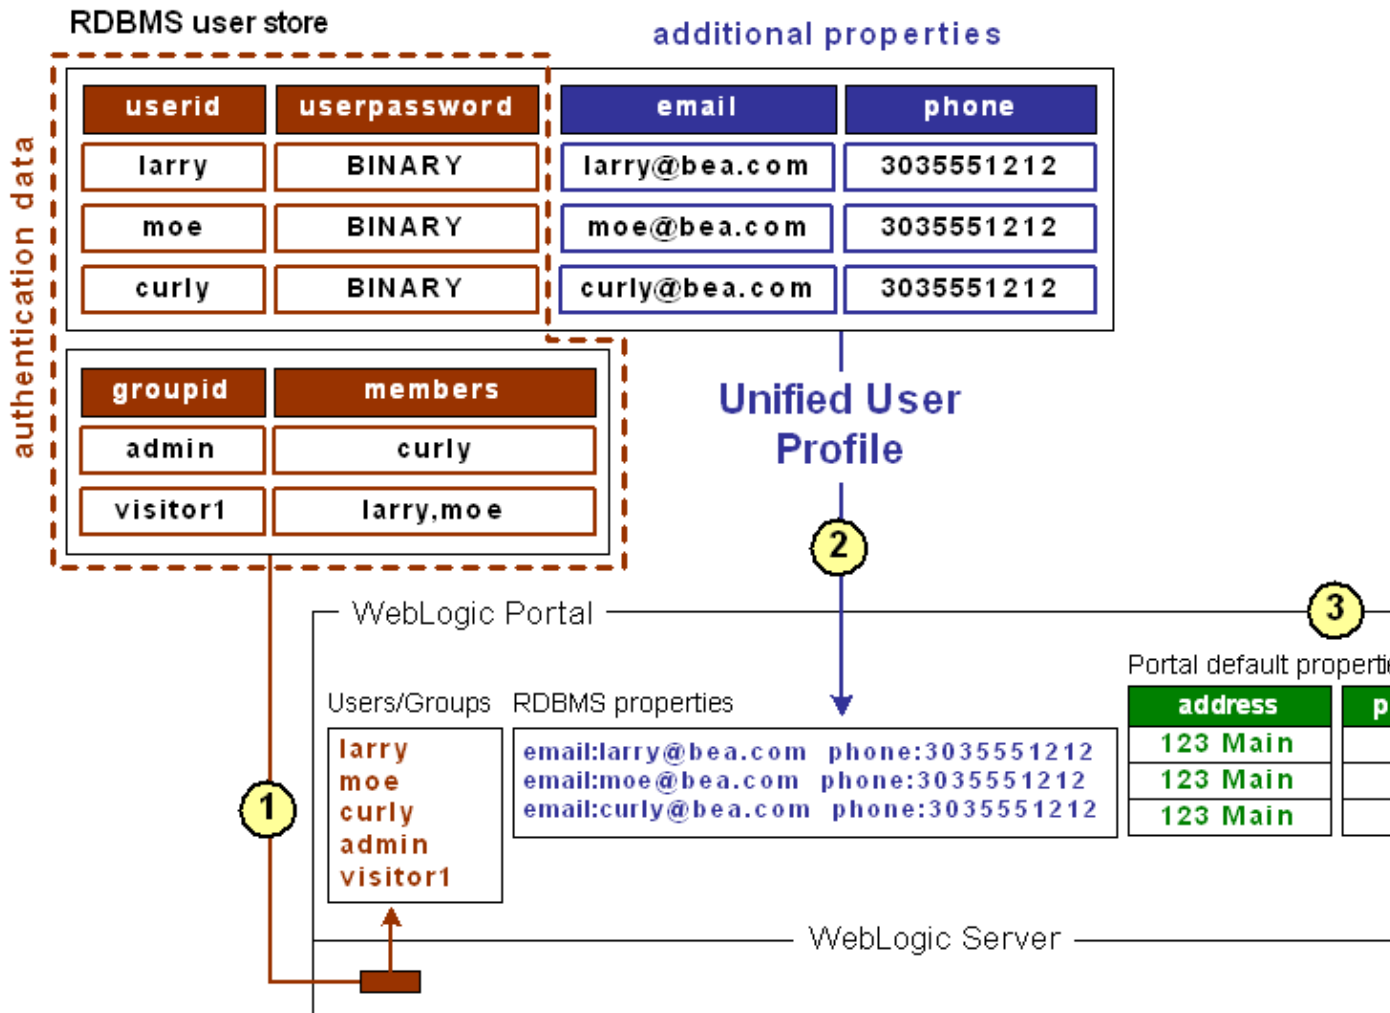 RDBMS user store
additional properties
authentication data
userid userpassword email phone
larry BINARY larry@bea.com 3035551212
moe BINARY moe@bea.com 3035551212
curly BINARY curly@bea.com 3035551212
groupid members
admin curly
visitor1 larry,moe
Unified User
Profile
2
3
WebLogic Portal
Portal default
Users/Groups RDBMS properties
address
larry
moe
curly
admin
visitor1
email:larry@bea.com phone:3035551212
email:moe@bea.com phone:3035551212
email:curly@bea.com phone:3035551212
123 Main
123 Main
123 Main
1
WebLogic Server